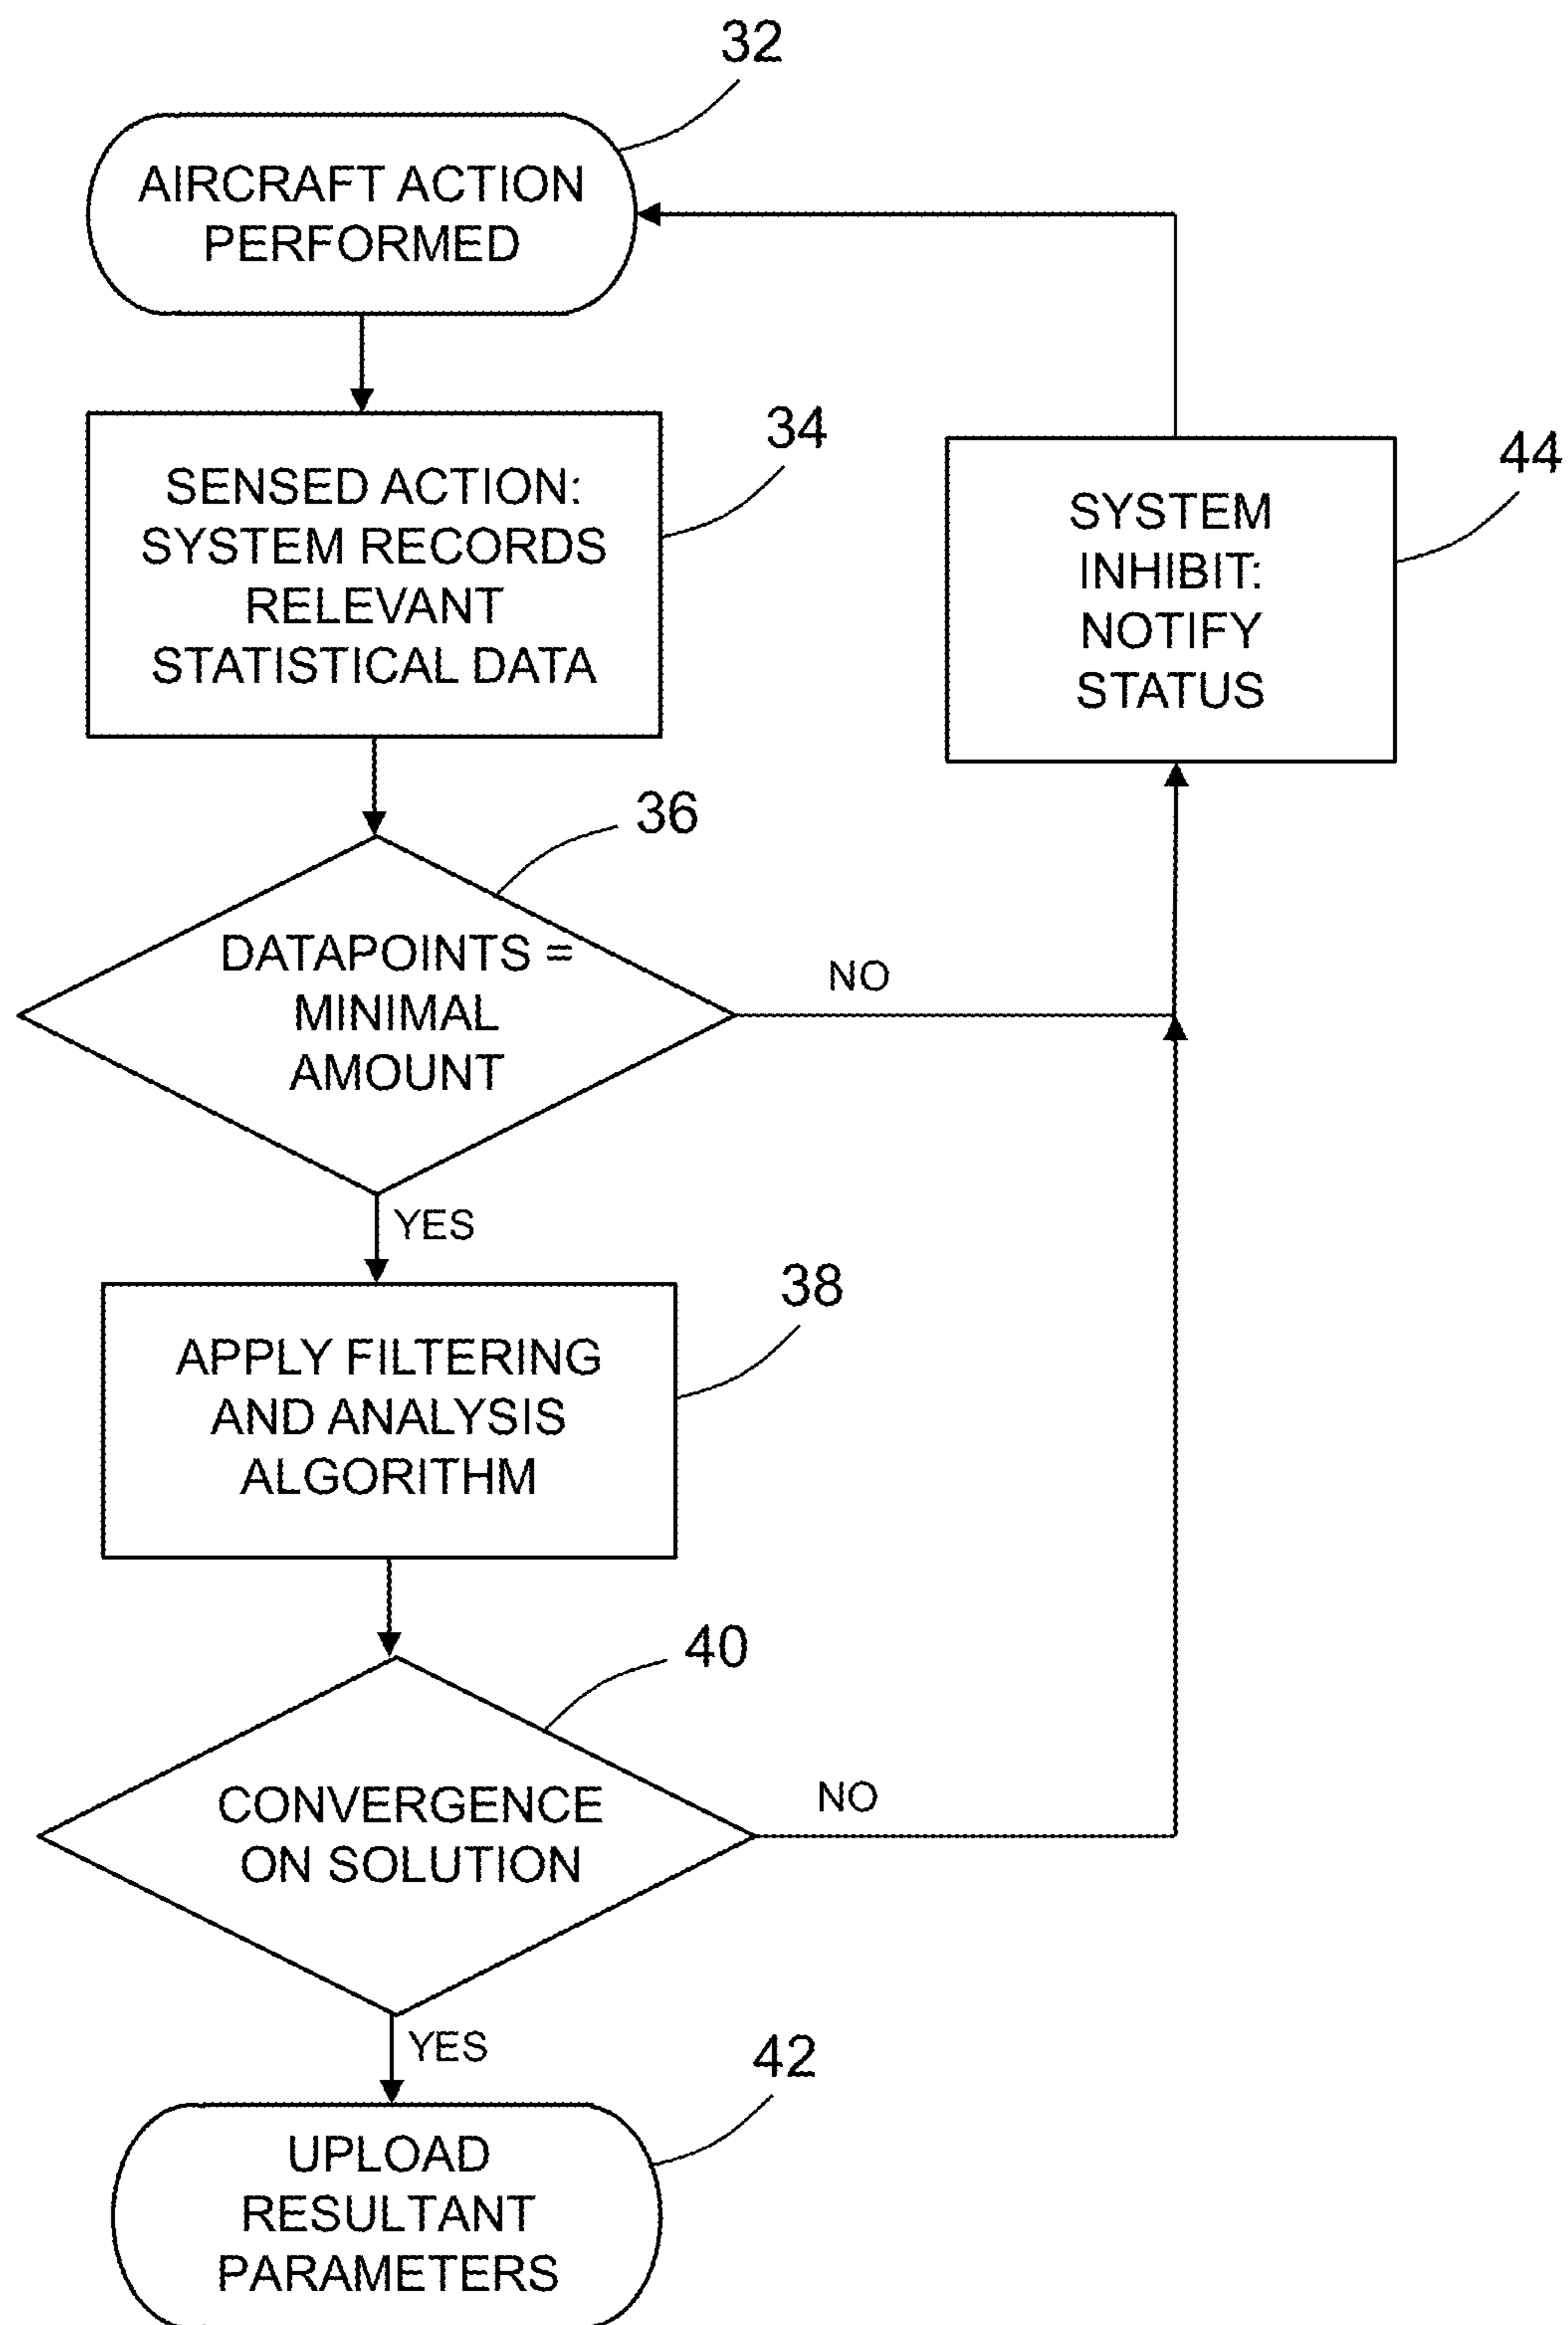 32
AIRCRAFT ACTION
PERFORMED
34
SENSED ACTION:
SYSTEM RECORDS
RELEVANT
STATISTICAL DATA
44
SYSTEM
INHIBIT:
NOTIFY
STATUS
36
DATAPOINTS =
MINIMAL
AMOUNT
NO
YES
38
APPLY FILTERING
AND ANALYSIS
ALGORITHM
40
CONVERGENCE
ON SOLUTION
NO
YES
42
UPLOAD
RESULTANT
PARAMETERS